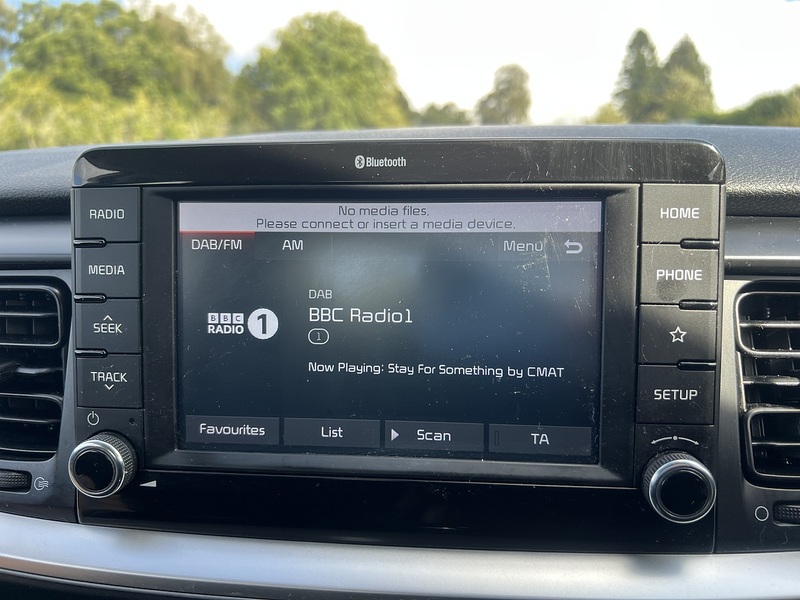 Bluetooth
RADIO
MEDIA
SEEK
TRACK
No media files.
Please connect or insert a media device.
DAB/FM AM Menu
DAB
BBC RADIO 1
BBC Radio1
1
Now Playing: Stay For Something by CMAT
Favourites List Scan TA
HOME
PHONE
SETUP